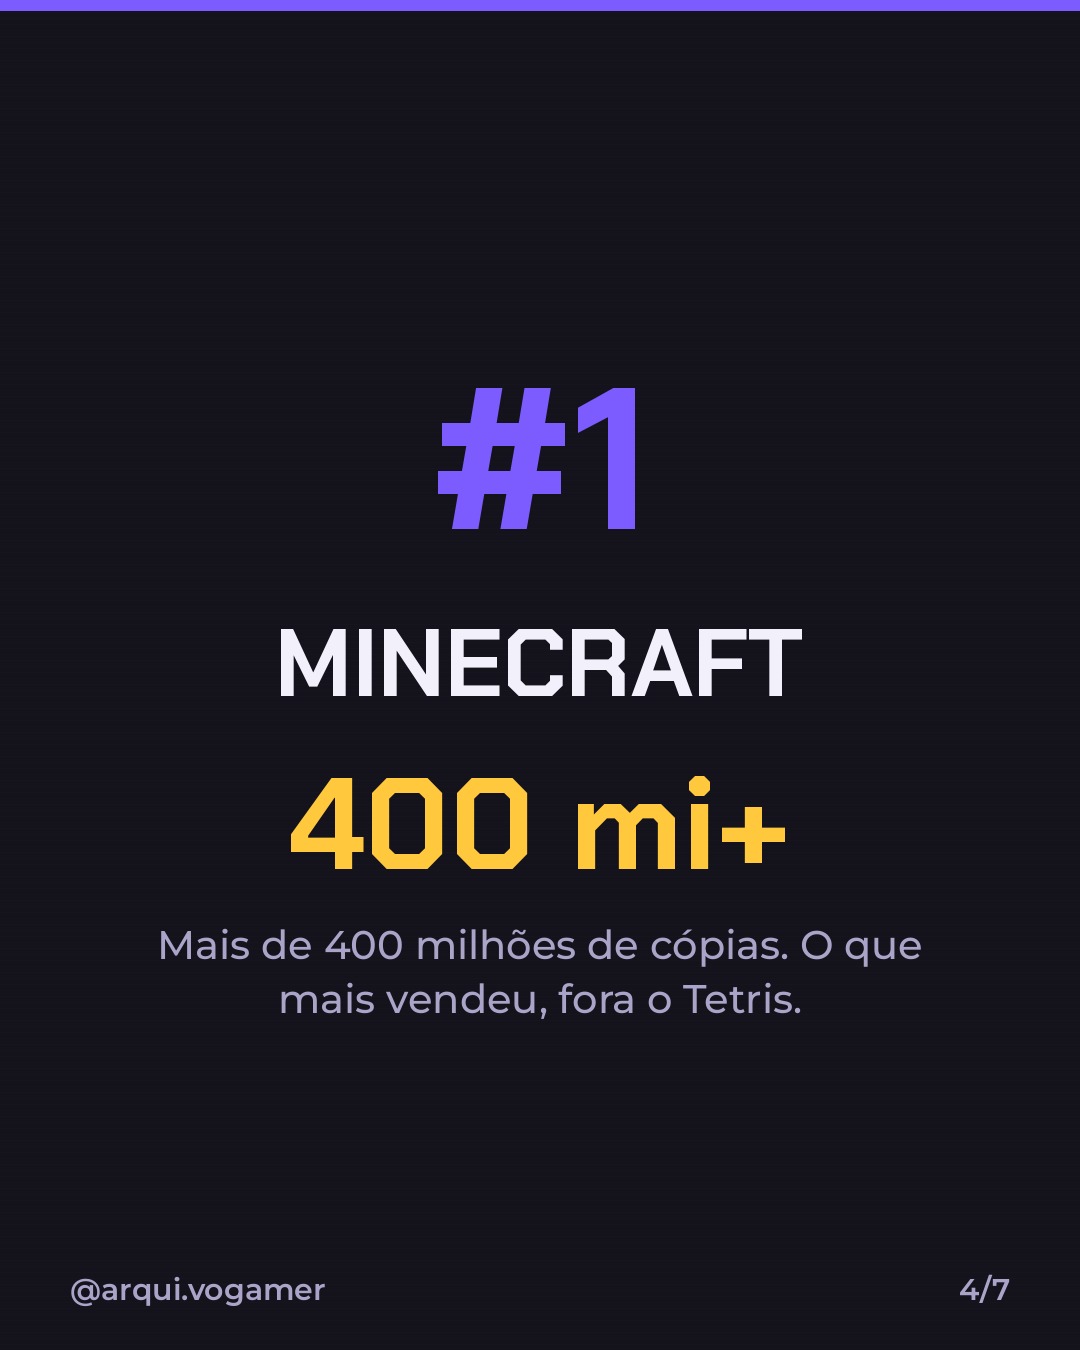 #1
MINECRAFT
400 mi+
Mais de 400 milhões de cópias. O que
mais vendeu, fora o Tetris.
@arqui.vogamer
4/7